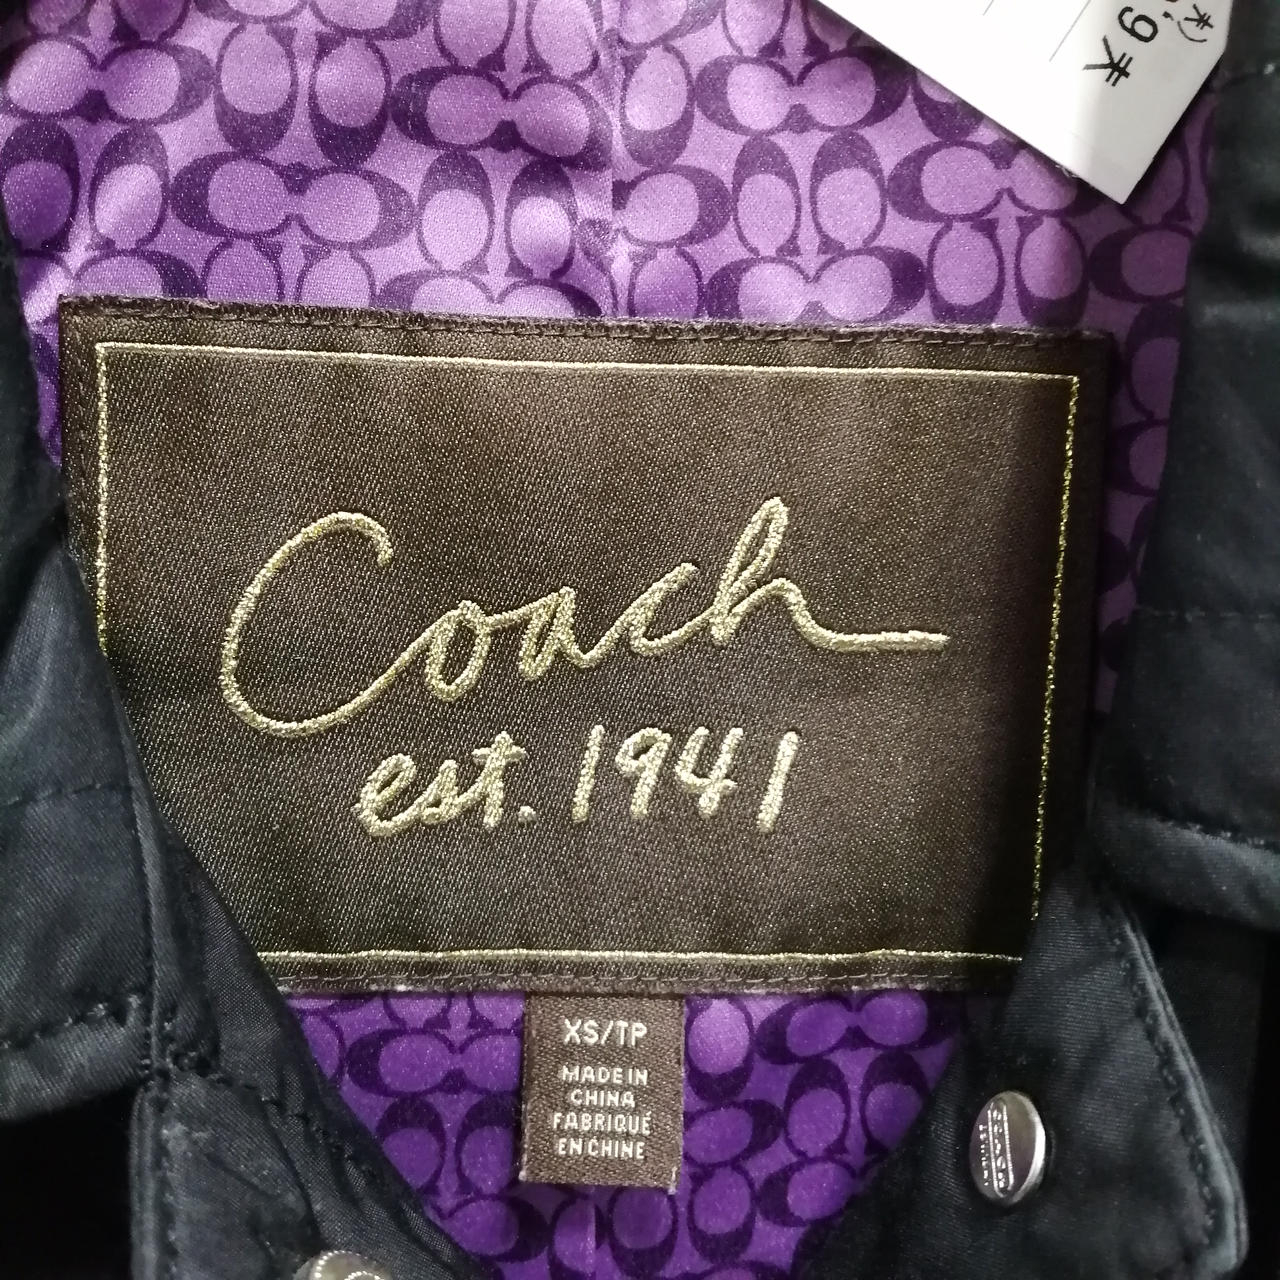 Coach
est. 1941
XS/TP
MADE IN
CHINA
FABRIQUÉ
EN CHINE